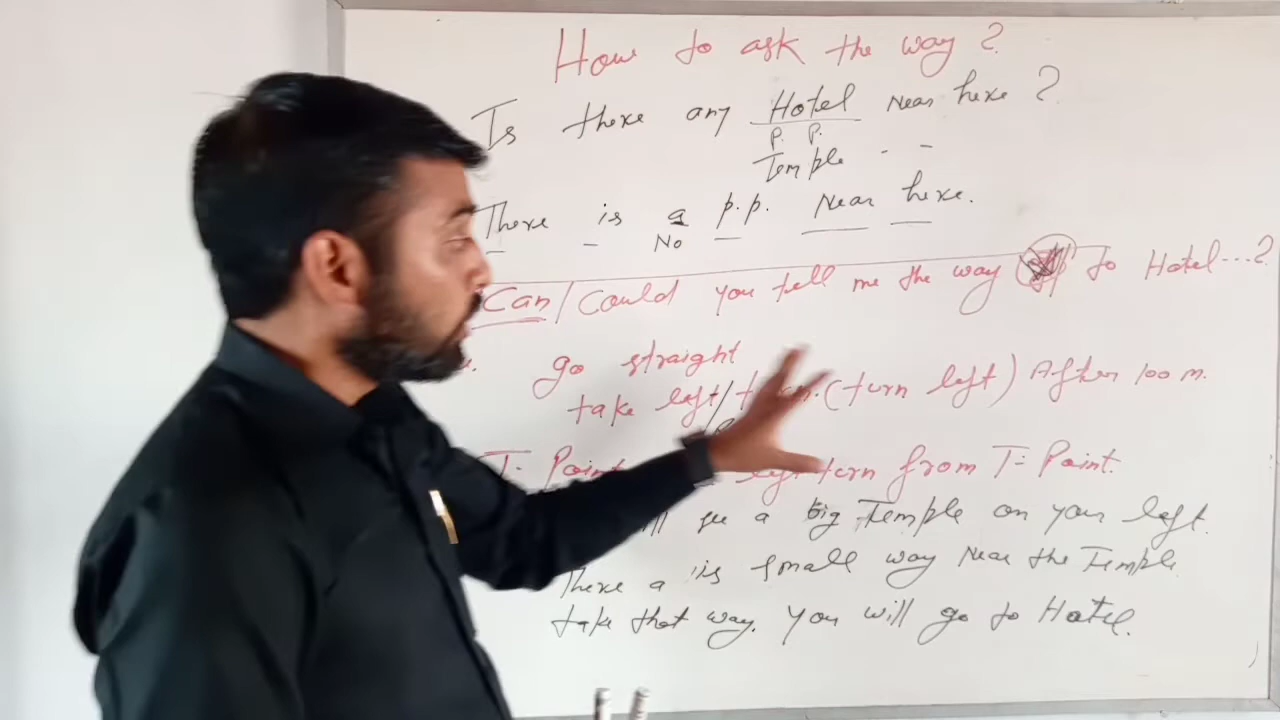 How to ask the way ?
Is there any Hotel Near here ?
P. P.
Temple - -
There is a p.p. Near here.
No
Can / Could you tell me the way to Hotel...?
go straight
take left / turn. (turn left) After 100 m.
T- Point left turn from T- Point.
see a big Temple on your left.
There a is small way Near the Temple
take that way. You will go to Hotel.